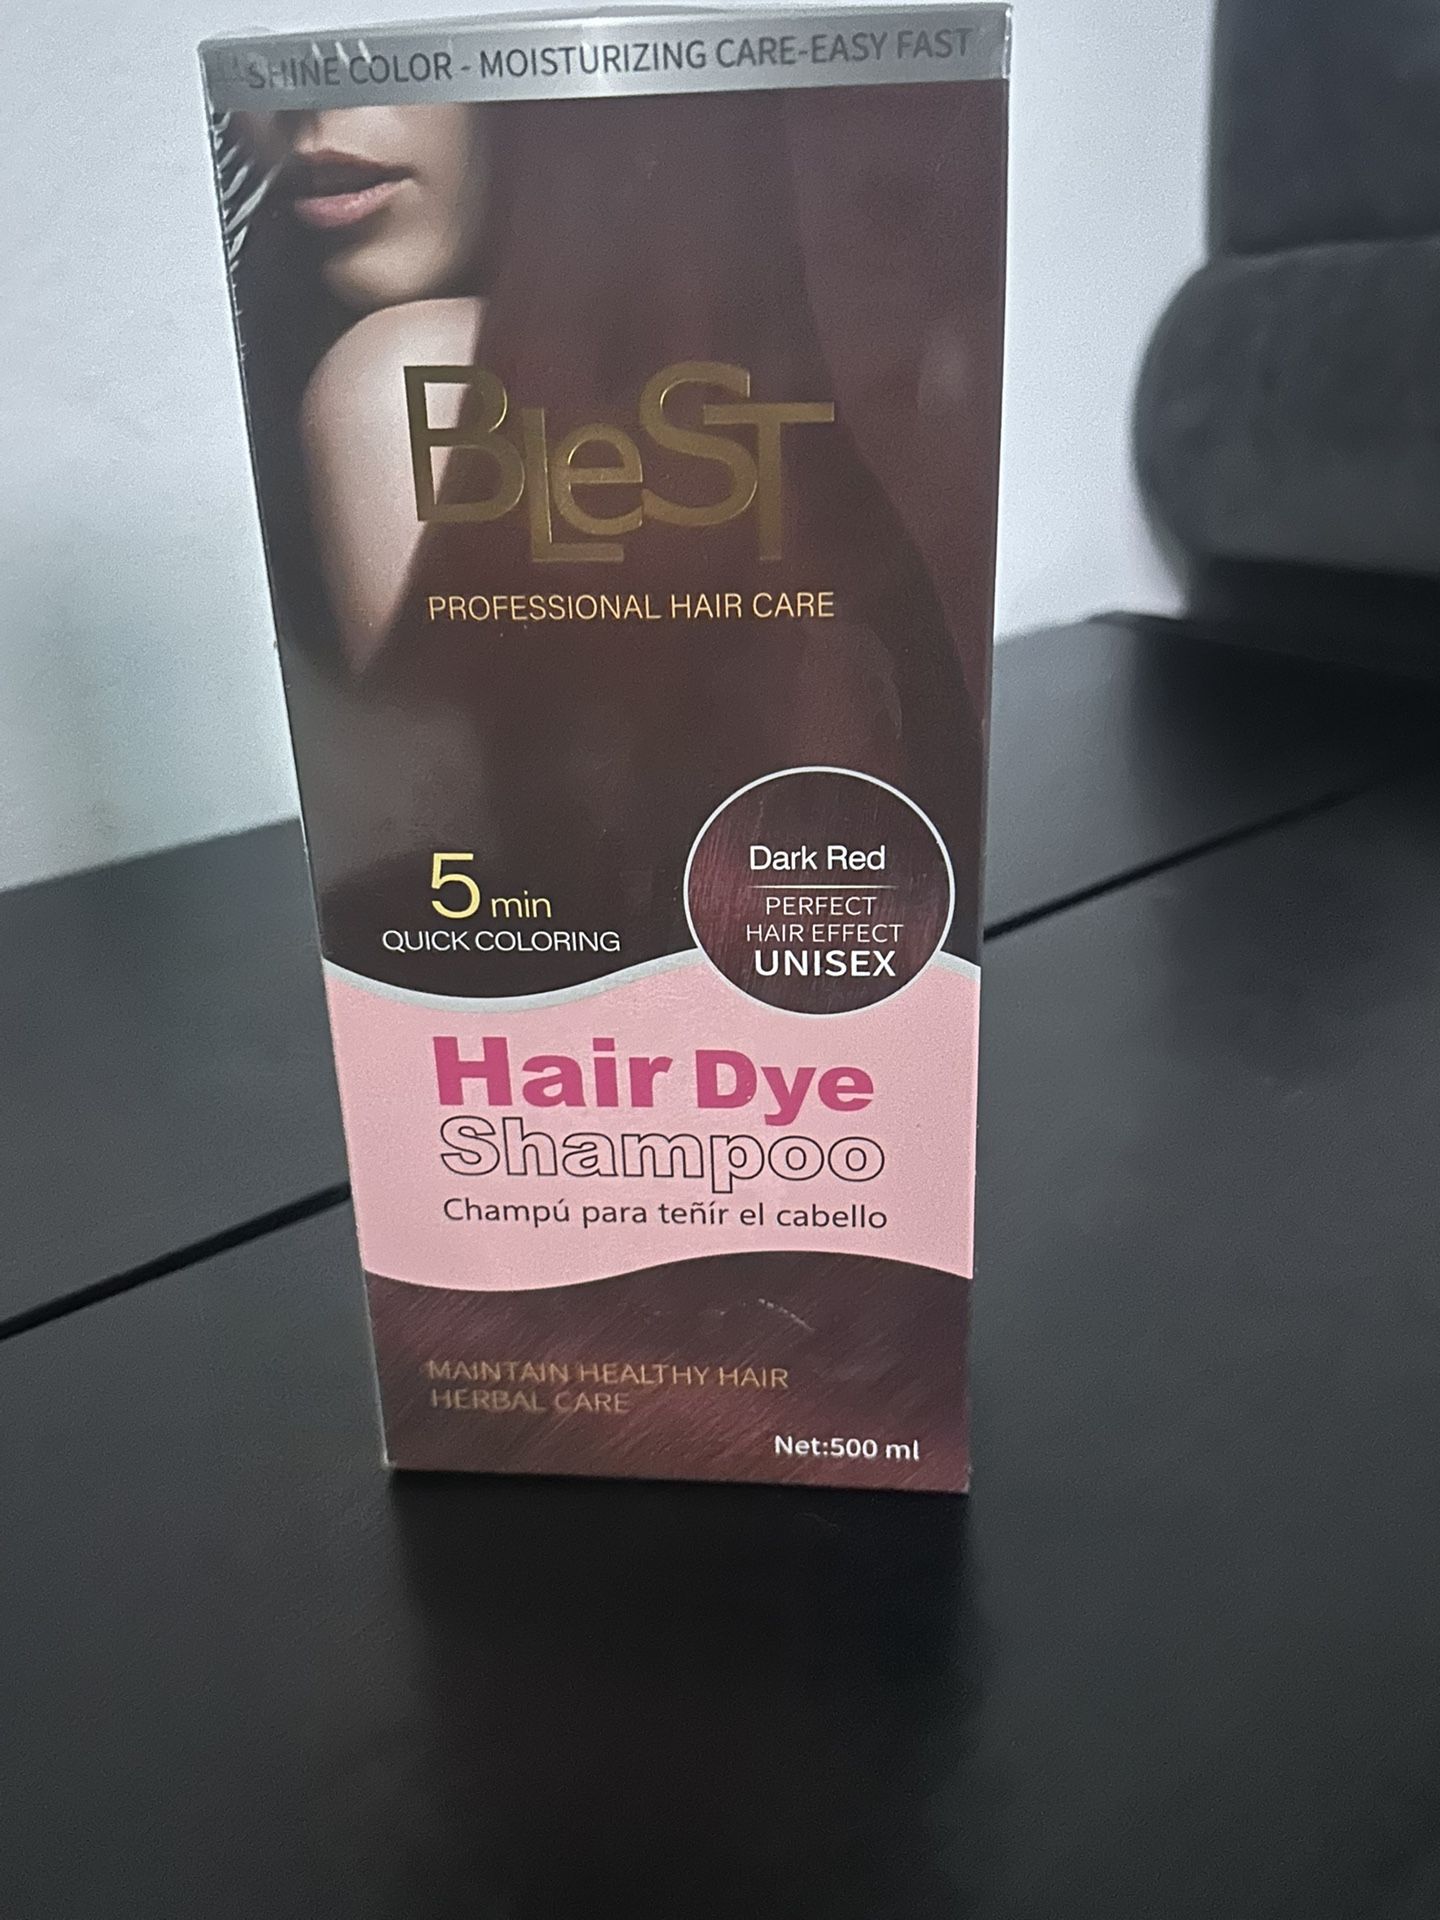 SHINE COLOR - MOISTURIZING CARE-EASY FAST
BLeST
PROFESSIONAL HAIR CARE
5 min
QUICK COLORING
Dark Red
PERFECT
HAIR EFFECT
UNISEX
Hair Dye
Shampoo
Champú para teñír el cabello
MAINTAIN HEALTHY HAIR
HERBAL CARE
Net:500 ml